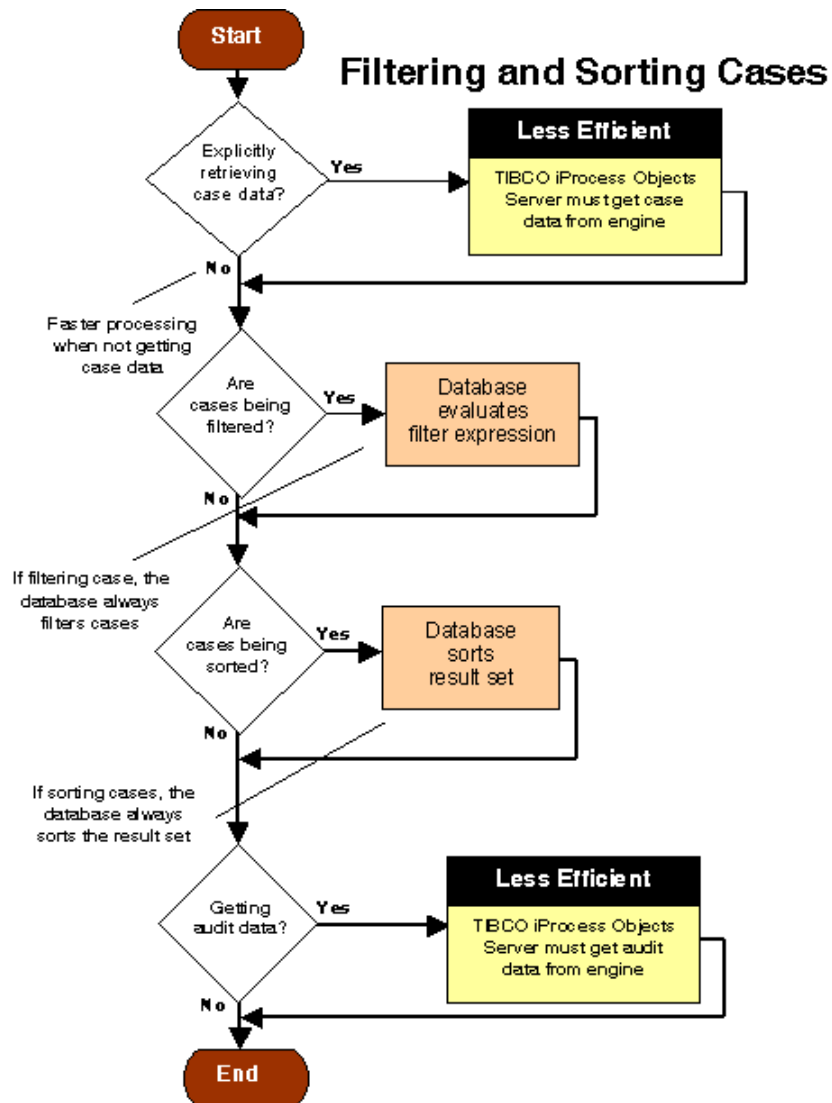 Start
Filtering and Sorting Cases
Explicitly
retrieving
case data?
Yes
Less Efficient
TIBCO iProcess Objects
Server must get case
data from engine
No
Faster processing
when not getting
case data
Are
cases being
filtered?
Yes
Database
evaluates
filter expression
No
If filtering case, the
database always
filters cases
Are
cases being
sorted?
Yes
Database
sorts
result set
No
If sorting cases, the
database always
sorts the result set
Getting
audit data?
Yes
Less Efficient
TIBCO iProcess Objects
Server must get audit
data from engine
No
End